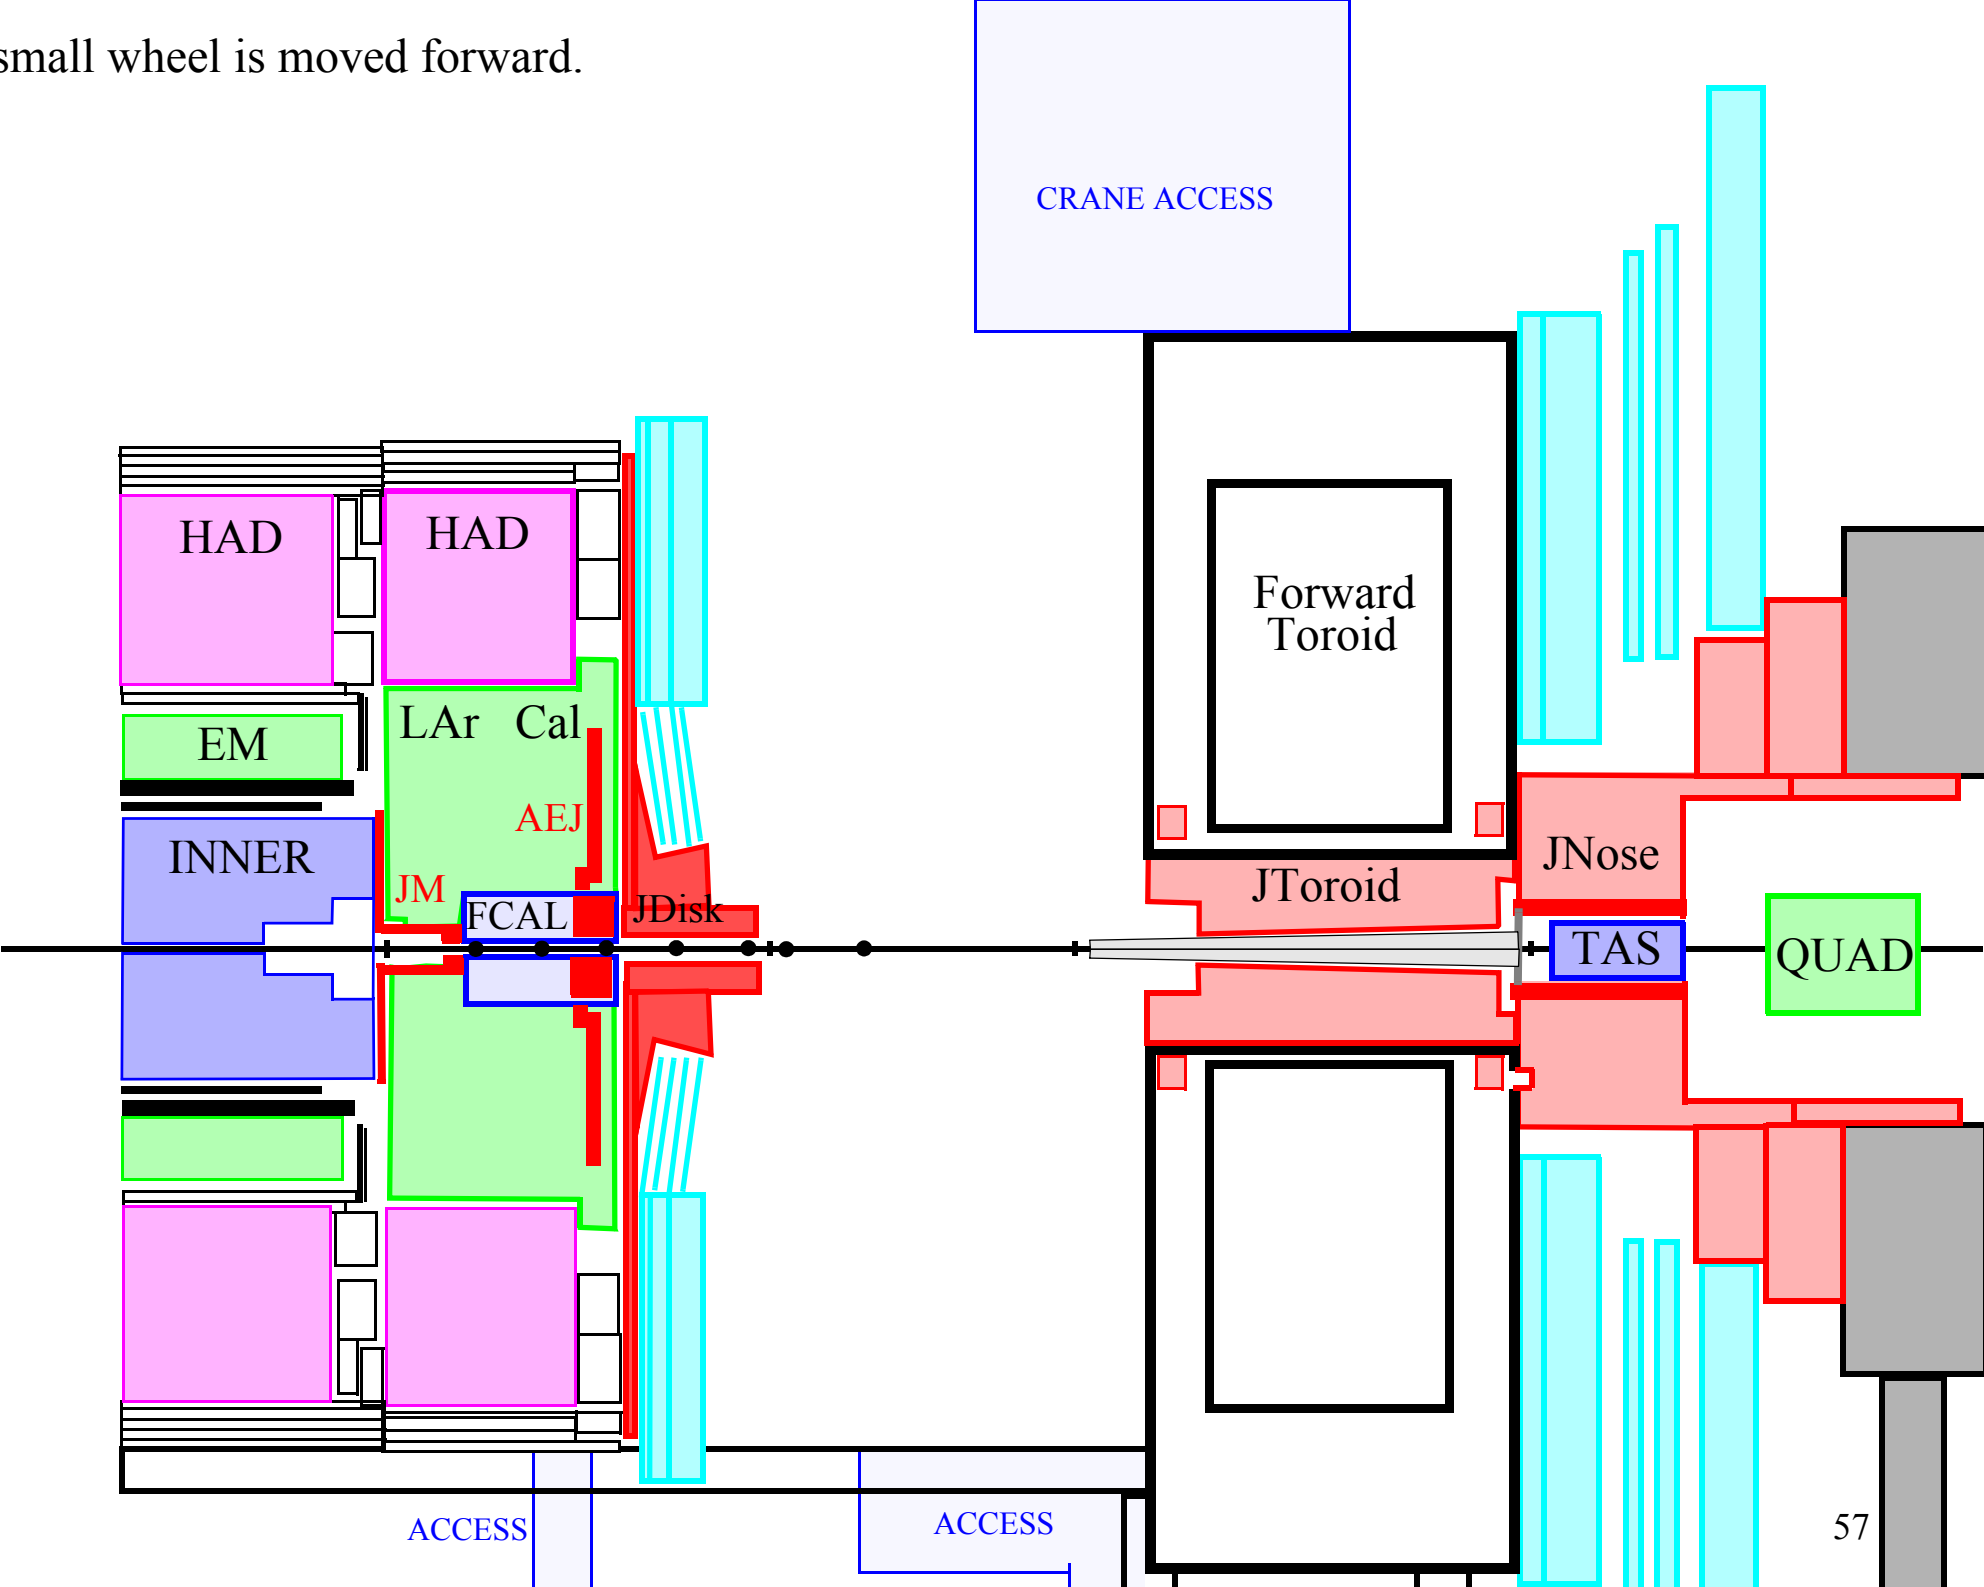 small wheel is moved forward.
CRANE ACCESS
HAD
HAD
Forward
Toroid
LAr Cal
EM
AEJ
INNER
JM
FCAL
JDisk
JToroid
JNose
TAS
QUAD
ACCESS
ACCESS
57